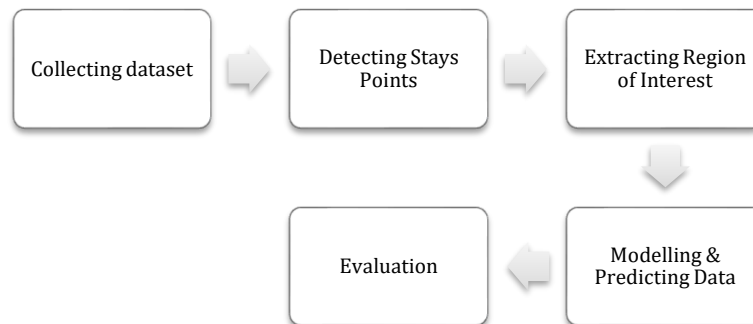 Collecting dataset
Detecting Stays
Points
Extracting Region
of Interest
Modelling &
Predicting Data
Evaluation